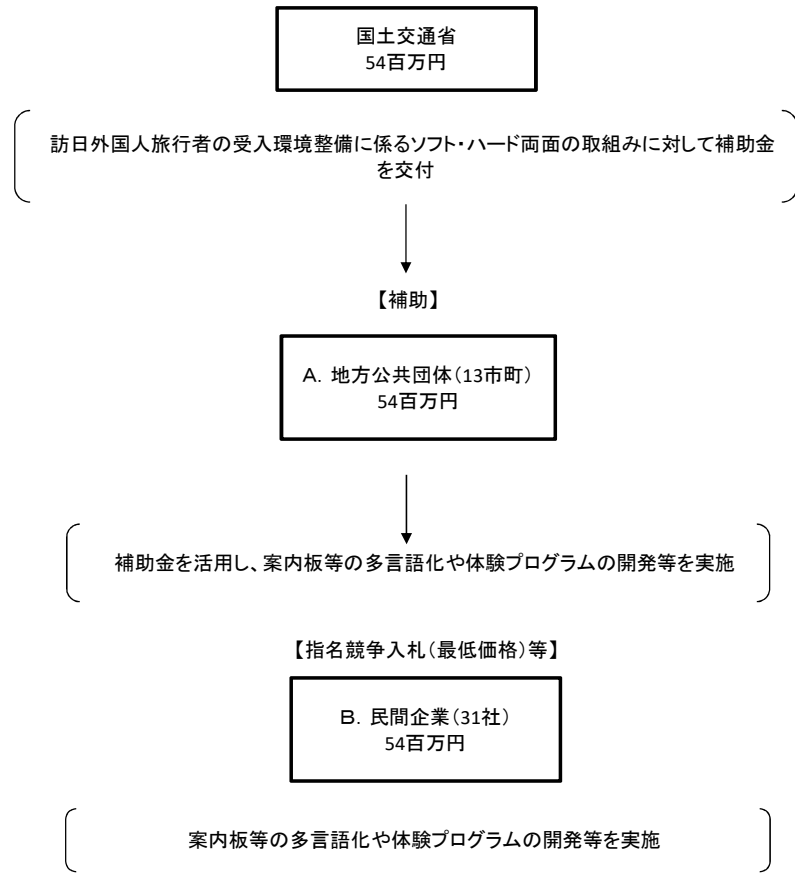 国土交通省
54百万円
訪日外国人旅行者の受入環境整備に係るソフト・ハード両面の取組みに対して補助金
を交付
【補助】
A．地方公共団体（13市町）
54百万円
補助金を活用し、案内板等の多言語化や体験プログラムの開発等を実施
【指名競争入札（最低価格）等】
B．民間企業（31社）
54百万円
案内板等の多言語化や体験プログラムの開発等を実施